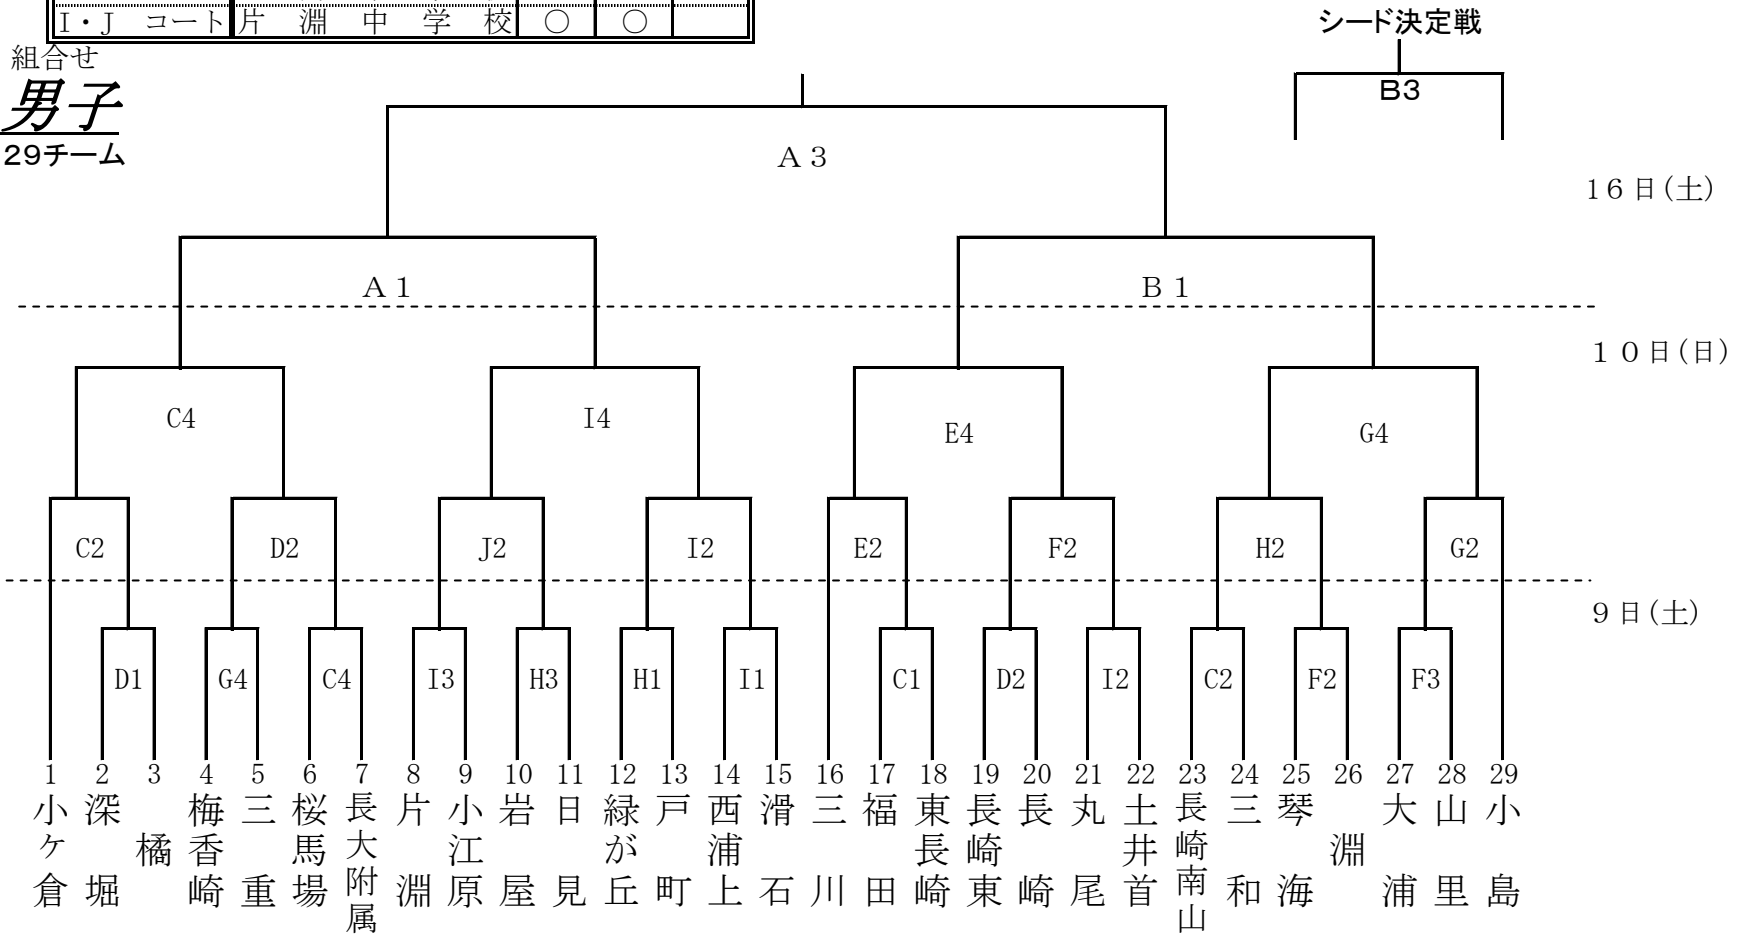 I・J コート 片淵中学校 ○ ○
組合せ
男子
29チーム
シード決定戦
B3
A3
16日(土)
A1 B1
10日(日)
C4 I4 E4 G4
C2 D2 J2 I2 E2 F2 H2 G2
9日(土)
D1 G4 C4 I3 H3 H1 I1 C1 D2 I2 C2 F2 F3
1 2 3 4 5 6 7 8 9 10 11 12 13 14 15 16 17 18 19 20 21 22 23 24 25 26 27 28 29
小ケ倉
深堀
橘
梅香崎
三重
桜馬場
長大附属
片淵
小江原
岩屋
日見
緑が丘
戸町
西浦上
滑石
三川
福田
東長崎
長崎東
長崎
丸尾
土井首
長崎南山
三和
琴海
淵
大浦
山里
小島